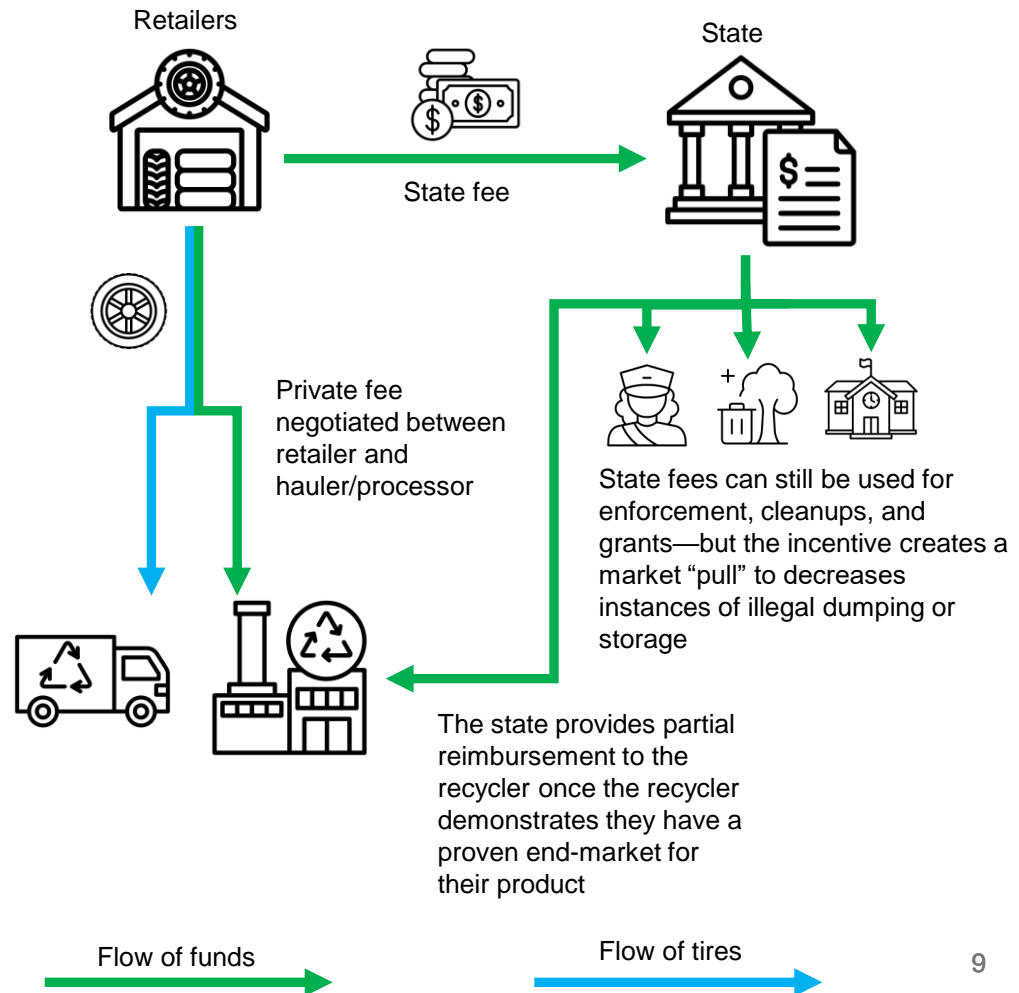 Retailers
State
$
$
State fee
$
Private fee
negotiated between
retailer and
hauler/processor
State fees can still be used for
enforcement, cleanups, and
grants—but the incentive creates a
market “pull” to decreases
instances of illegal dumping or
storage
The state provides partial
reimbursement to the
recycler once the recycler
demonstrates they have a
proven end-market for
their product
Flow of funds
Flow of tires
9